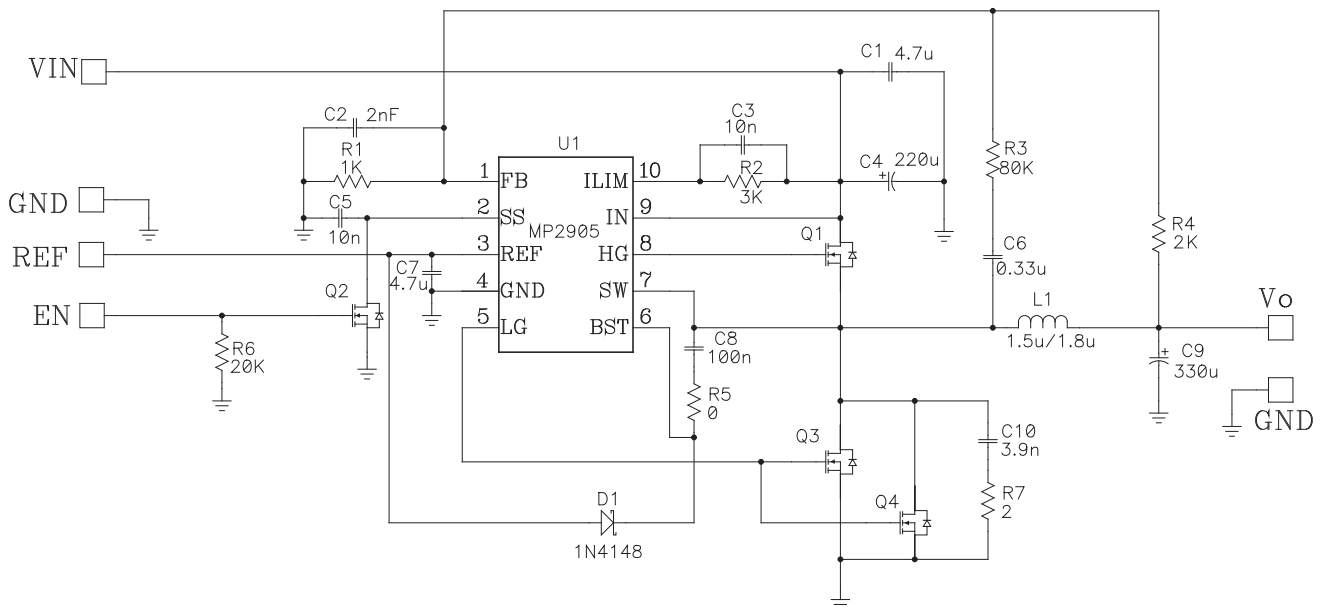 C1 4.7u
VIN
C2 2nF
C3
10n
U1
R1
1K
R3
80K
1 FB
ILIM 10
R2
3K
C4 220u
GND
C5
10n
2 SS
IN 9
MP2905
R4
2K
Q1
REF
3 REF
HG 8
C6
0.33u
C7
4.7u
4 GND
SW 7
Q2
EN
5 LG
BST 6
L1
1.5u/1.8u
Vo
R6
20K
C8
100n
C9
330u
R5
0
GND
Q3
C10
3.9n
D1
1N4148
Q4
R7
2